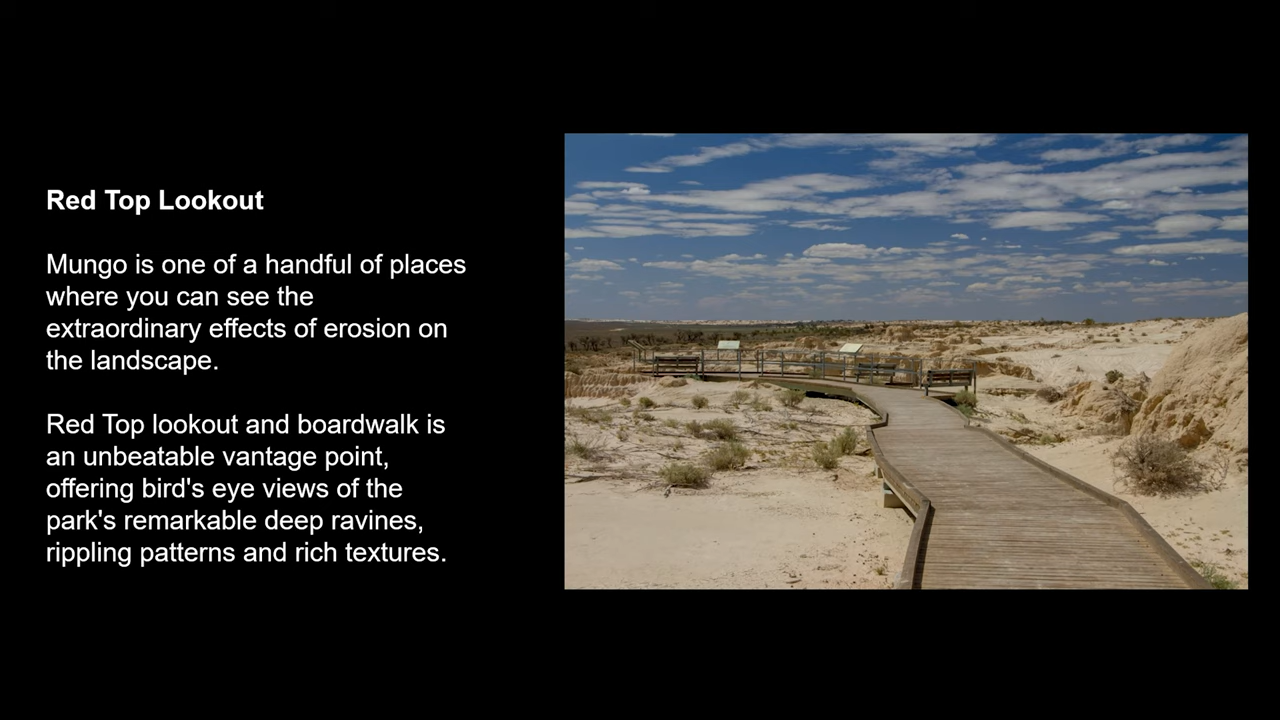 Red Top Lookout
Mungo is one of a handful of places
where you can see the
extraordinary effects of erosion on
the landscape.
Red Top lookout and boardwalk is
an unbeatable vantage point,
offering bird's eye views of the
park's remarkable deep ravines,
rippling patterns and rich textures.